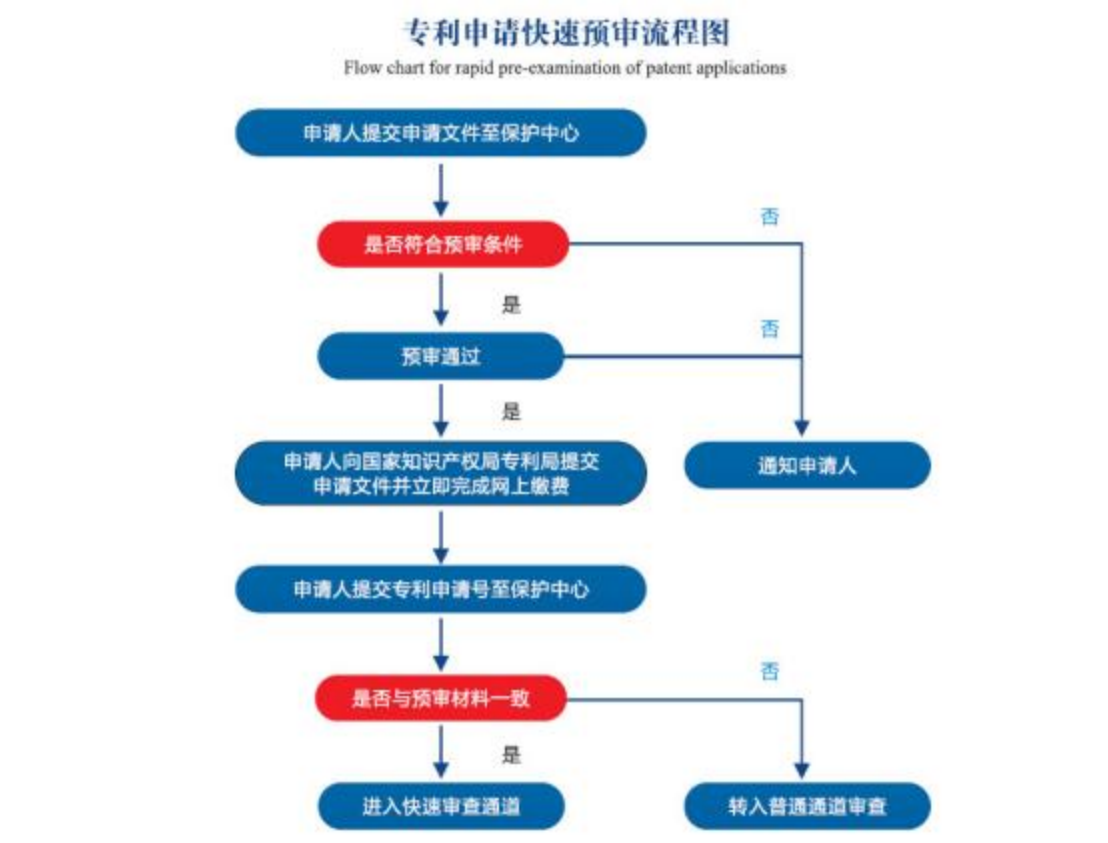 专利申请快速预审流程图
Flow chart for rapid pre-examination of patent applications
申请人提交申请文件至保护中心
否
是否符合预审条件
是
否
预审通过
是
申请人向国家知识产权局专利局提交
申请文件并立即完成网上缴费
通知申请人
申请人提交专利申请号至保护中心
否
是否与预审材料一致
是
进入快速审查通道
转入普通通道审查